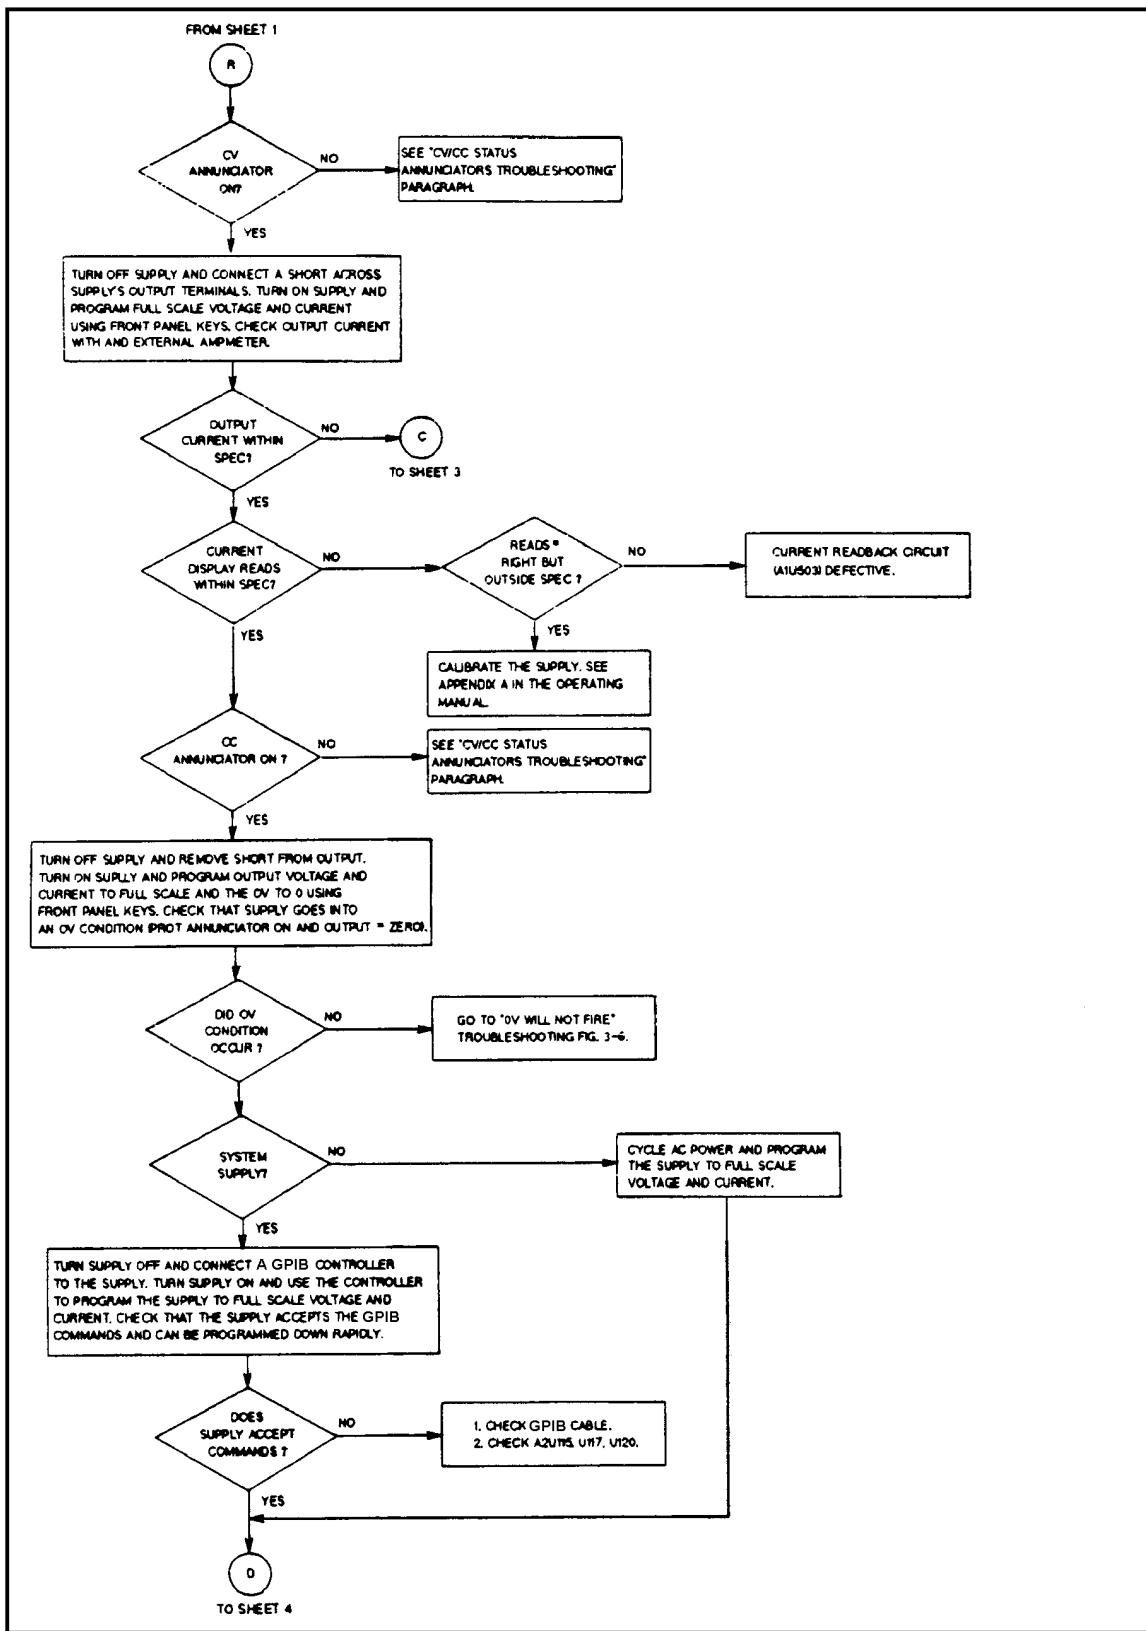 FROM SHEET 1
R
CV
ANNUNCIATOR
ON?
NO
SEE "CV/CC STATUS
ANNUNCIATORS TROUBLESHOOTING"
PARAGRAPH.
YES
TURN OFF SUPPLY AND CONNECT A SHORT ACROSS
SUPPLY'S OUTPUT TERMINALS. TURN ON SUPPLY AND
PROGRAM FULL SCALE VOLTAGE AND CURRENT
USING FRONT PANEL KEYS. CHECK OUTPUT CURRENT
WITH AND EXTERNAL AMPMETER.
OUTPUT
CURRENT WITHIN
SPEC?
NO
C
TO SHEET 3
YES
CURRENT
DISPLAY READS
WITHIN SPEC?
NO
READS "
RIGHT BUT
OUTSIDE SPEC ?
NO
CURRENT READBACK CIRCUIT
(A1U503) DEFECTIVE.
YES
YES
CALIBRATE THE SUPPLY. SEE
APPENDIX A IN THE OPERATING
MANUAL.
CC
ANNUNCIATOR ON ?
NO
SEE "CV/CC STATUS
ANNUNCIATORS TROUBLESHOOTING"
PARAGRAPH.
YES
TURN OFF SUPPLY AND REMOVE SHORT FROM OUTPUT.
TURN ON SUPLLY AND PROGRAM OUTPUT VOLTAGE AND
CURRENT TO FULL SCALE AND THE OV TO 0 USING
FRONT PANEL KEYS. CHECK THAT SUPPLY GOES INTO
AN OV CONDITION (PROT ANNUNCIATOR ON AND OUTPUT = ZERO).
DID OV
CONDITION
OCCUR ?
NO
GO TO "OV WILL NOT FIRE"
TROUBLESHOOTING FIG. 3-6.
SYSTEM
SUPPLY?
NO
CYCLE AC POWER AND PROGRAM
THE SUPPLY TO FULL SCALE
VOLTAGE AND CURRENT.
YES
TURN SUPPLY OFF AND CONNECT A GPIB CONTROLLER
TO THE SUPPLY. TURN SUPPLY ON AND USE THE CONTROLLER
TO PROGRAM THE SUPPLY TO FULL SCALE VOLTAGE AND
CURRENT. CHECK THAT THE SUPPLY ACCEPTS THE GPIB
COMMANDS AND CAN BE PROGRAMMED DOWN RAPIDLY.
DOES
SUPPLY ACCEPT
COMMANDS ?
NO
1. CHECK GPIB CABLE.
2. CHECK A2U115, U117, U120.
YES
D
TO SHEET 4